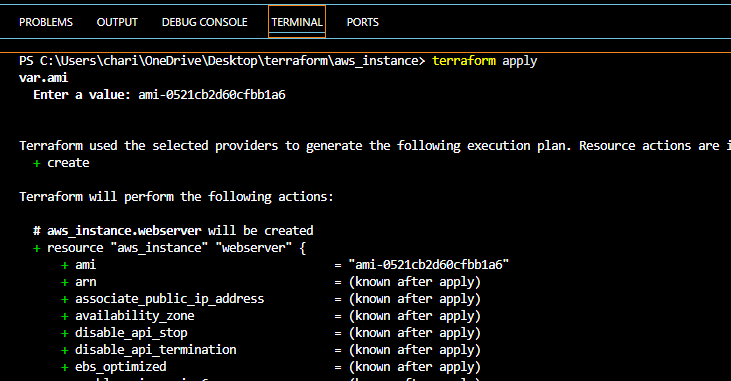 PROBLEMS OUTPUT DEBUG CONSOLE TERMINAL PORTS
PS C:\Users\chari\OneDrive\Desktop\terraform\aws_instance> terraform apply
var.ami
  Enter a value: ami-0521cb2d60cfbb1a6
Terraform used the selected providers to generate the following execution plan. Resource actions are i
  + create
Terraform will perform the following actions:
  # aws_instance.webserver will be created
  + resource "aws_instance" "webserver" {
      + ami                                  = "ami-0521cb2d60cfbb1a6"
      + arn                                  = (known after apply)
      + associate_public_ip_address          = (known after apply)
      + availability_zone                    = (known after apply)
      + disable_api_stop                     = (known after apply)
      + disable_api_termination              = (known after apply)
      + ebs_optimized                        = (known after apply)